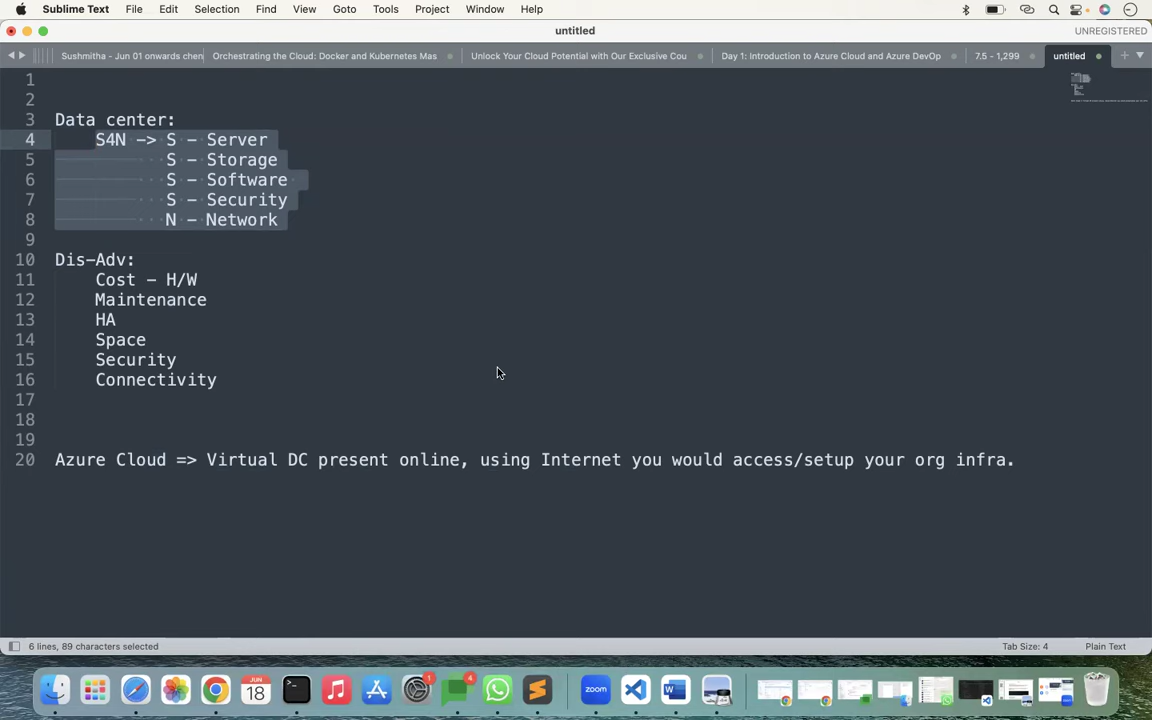 Sublime Text File Edit Selection Find View Goto Tools Project Window Help
untitled
UNREGISTERED
Sushmitha - Jun 01 onwards chen Orchestrating the Cloud: Docker and Kubernetes Mas Unlock Your Cloud Potential with Our Exclusive Cou Day 1: Introduction to Azure Cloud and Azure DevOp 7.5 - 1,299 untitled
1
2
3 Data center:
4 S4N -> S - Server
5 S - Storage
6 S - Software
7 S - Security
8 N - Network
9
10 Dis-Adv:
11 Cost - H/W
12 Maintenance
13 HA
14 Space
15 Security
16 Connectivity
17
18
19
20 Azure Cloud => Virtual DC present online, using Internet you would access/setup your org infra.
6 lines, 89 characters selected Tab Size: 4 Plain Text
JUN
18
1
4
zoom
W